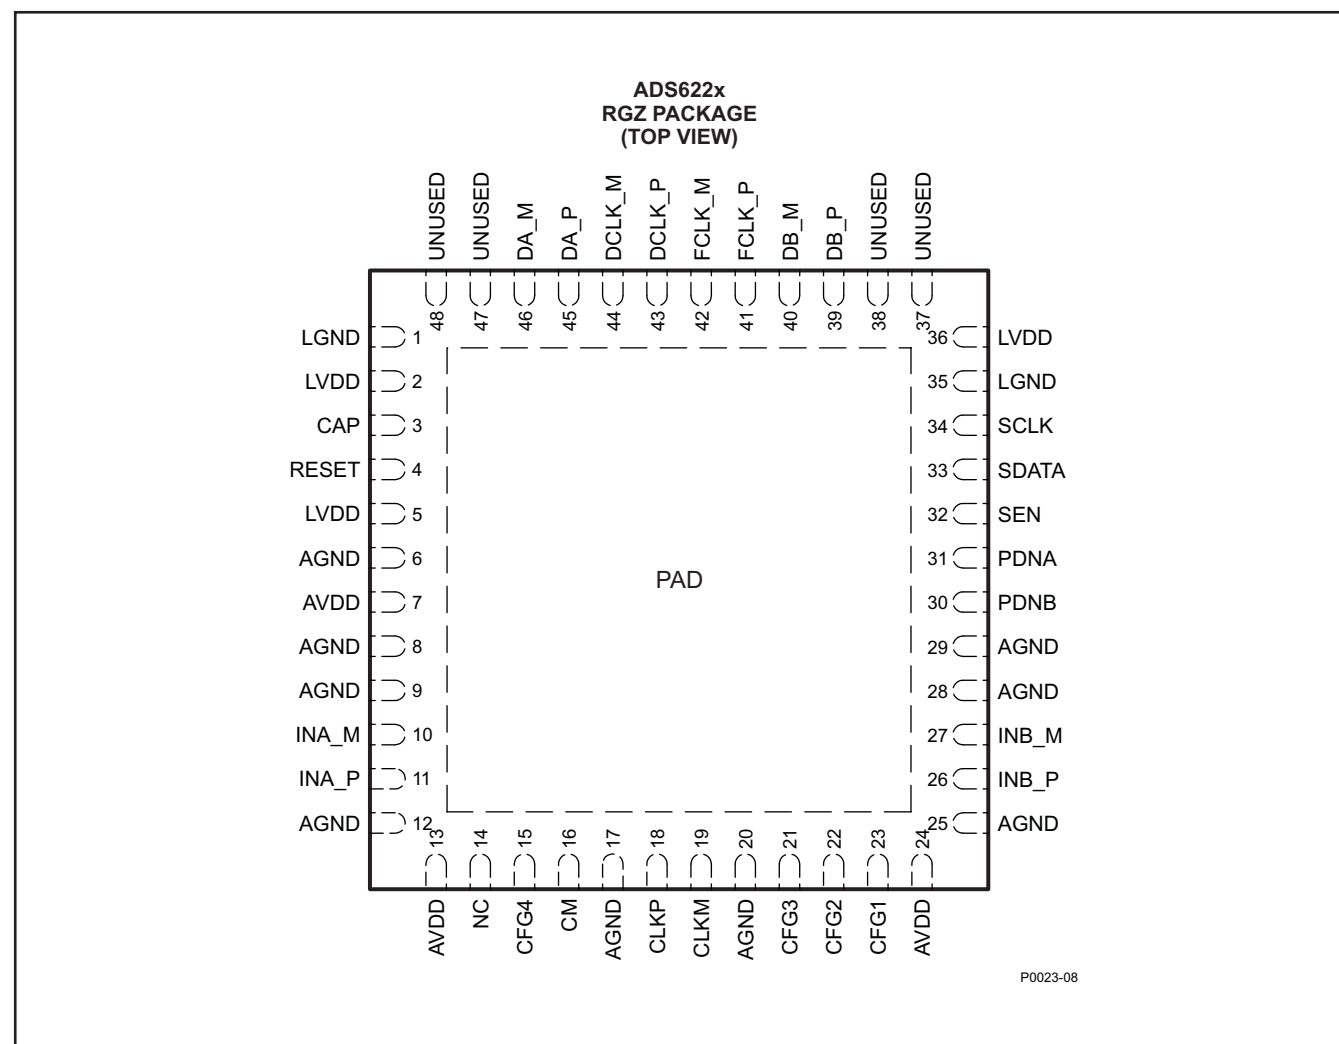 ADS622x
RGZ PACKAGE
(TOP VIEW)
UNUSED
UNUSED
DA_M
DA_P
DCLK_M
DCLK_P
FCLK_M
FCLK_P
DB_M
DB_P
UNUSED
UNUSED
48
47
46
45
44
43
42
41
40
39
38
37
LGND 1
36 LVDD
LVDD 2
35 LGND
CAP 3
34 SCLK
RESET 4
33 SDATA
LVDD 5
32 SEN
AGND 6
31 PDNA
PAD
AVDD 7
30 PDNB
AGND 8
29 AGND
AGND 9
28 AGND
INA_M 10
27 INB_M
INA_P 11
26 INB_P
AGND 12
25 AGND
13
14
15
16
17
18
19
20
21
22
23
24
AVDD
NC
CFG4
CM
AGND
CLKP
CLKM
AGND
CFG3
CFG2
CFG1
AVDD
P0023-08